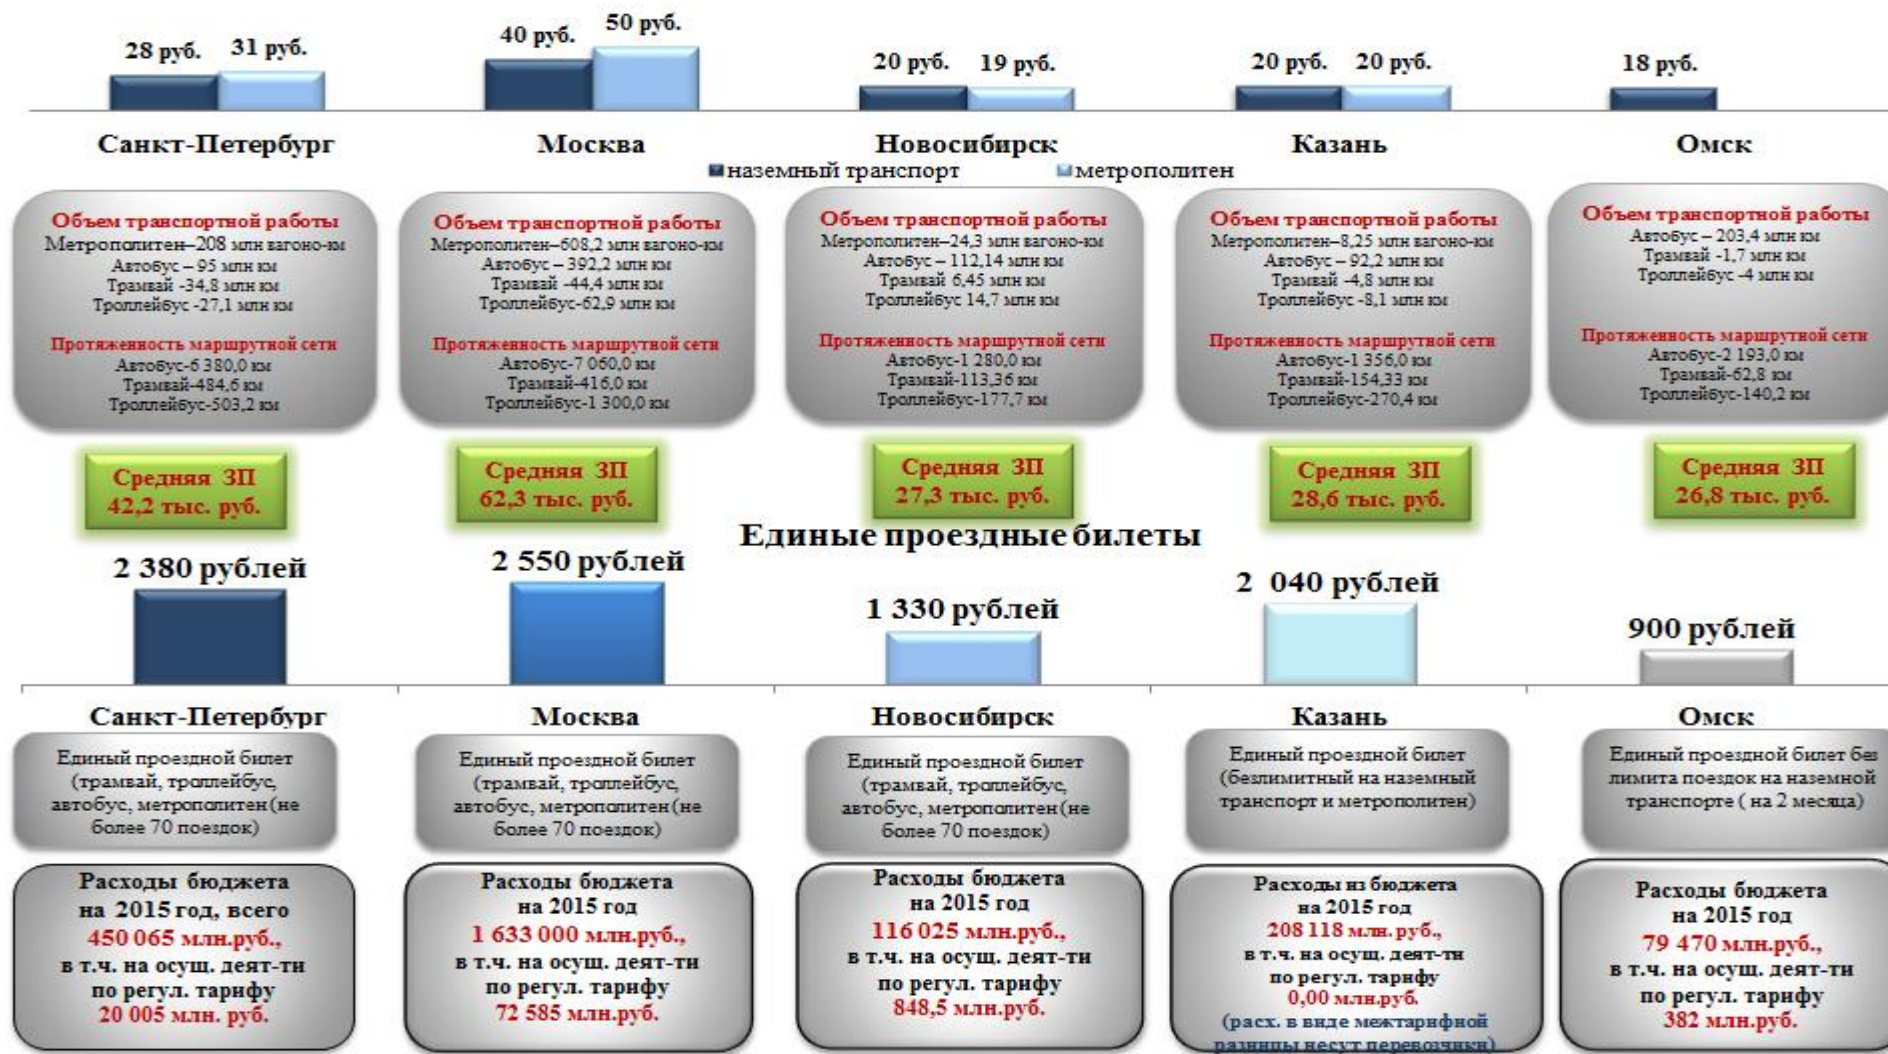 28 руб.
31 руб.
40 руб.
50 руб.
20 руб.
19 руб.
20 руб.
20 руб.
18 руб.
Санкт-Петербург
Москва
Новосибирск
Казань
Омск
наземный транспорт
метрополитен
Объем транспортной работы
Метрополитен–208 млн вагоно-км
Автобус – 95 млн км
Трамвай -34,8 млн км
Троллейбус -27,1 млн км
Протяженность маршрутной сети
Автобус-6 380,0 км
Трамвай-484,6 км
Троллейбус-503,2 км
Объем транспортной работы
Метрополитен–608,2 млн вагоно-км
Автобус – 392,2 млн км
Трамвай -44,4 млн км
Троллейбус-62,9 млн км
Протяженность маршрутной сети
Автобус-7 060,0 км
Трамвай-416,0 км
Троллейбус-1 300,0 км
Объем транспортной работы
Метрополитен–24,3 млн вагоно-км
Автобус – 112,14 млн км
Трамвай 6,45 млн км
Троллейбус 14,7 млн км
Протяженность маршрутной сети
Автобус-1 280,0 км
Трамвай-113,36 км
Троллейбус-177,7 км
Объем транспортной работы
Метрополитен–8,25 млн вагоно-км
Автобус – 92,2 млн км
Трамвай -4,8 млн км
Троллейбус -8,1 млн км
Протяженность маршрутной сети
Автобус-1 356,0 км
Трамвай-154,33 км
Троллейбус-270,4 км
Объем транспортной работы
Автобус – 203,4 млн км
Трамвай -1,7 млн км
Троллейбус -4 млн км
Протяженность маршрутной сети
Автобус-2 193,0 км
Трамвай-62,8 км
Троллейбус-140,2 км
Средняя ЗП
42,2 тыс. руб.
Средняя ЗП
62,3 тыс. руб.
Средняя ЗП
27,3 тыс. руб.
Средняя ЗП
28,6 тыс. руб.
Средняя ЗП
26,8 тыс. руб.
Единые проездные билеты
2 380 рублей
2 550 рублей
1 330 рублей
2 040 рублей
900 рублей
Санкт-Петербург
Москва
Новосибирск
Казань
Омск
Единый проездной билет
(трамвай, троллейбус,
автобус, метрополитен (не
более 70 поездок)
Единый проездной билет
(трамвай, троллейбус,
автобус, метрополитен (не
более 70 поездок)
Единый проездной билет
(трамвай, троллейбус,
автобус, метрополитен (не
более 70 поездок)
Единый проездной билет
(безлимитный на наземный
транспорт и метрополитен)
Единый проездной билет без
лимита поездок на наземной
транспорте ( на 2 месяца)
Расходы бюджета
на 2015 год, всего
450 065 млн.руб.,
в т.ч. на осущ. деят-ти
по регул. тарифу
20 005 млн. руб.
Расходы бюджета
на 2015 год
1 633 000 млн.руб.,
в т.ч. на осущ. деят-ти
по регул. тарифу
72 585 млн.руб.
Расходы бюджета
на 2015 год
116 025 млн.руб.,
в т.ч. на осущ. деят-ти
по регул. тарифу
848,5 млн.руб.
Расходы из бюджета
на 2015 год
208 118 млн. руб.,
в т.ч. на осущ. деят-ти
по регул. тарифу
0,00 млн.руб.
(расх. в виде межтарифной
разницы несут перевозчики)
Расходы бюджета
на 2015 год
79 470 млн.руб.,
в т.ч. на осущ. деят-ти
по регул. тарифу
382 млн.руб.